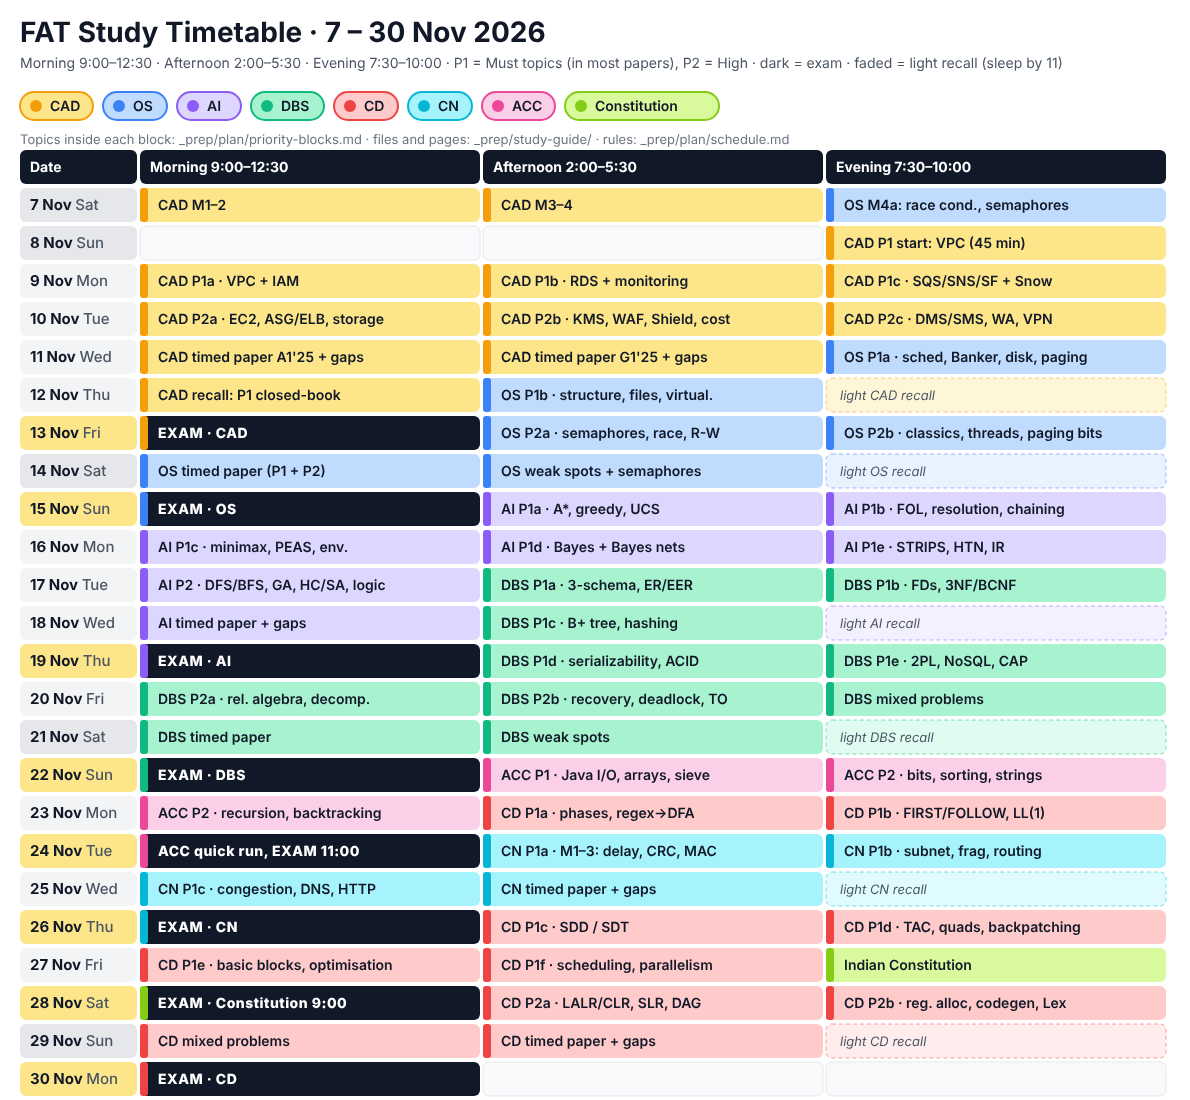 FAT Study Timetable · 7 – 30 Nov 2026
Morning 9:00–12:30 · Afternoon 2:00–5:30 · Evening 7:30–10:00 · P1 = Must topics (in most papers), P2 = High · dark = exam · faded = light recall (sleep by 11)
CAD OS AI DBS CD CN ACC Constitution
Topics inside each block: _prep/plan/priority-blocks.md · files and pages: _prep/study-guide/ · rules: _prep/plan/schedule.md
Date Morning 9:00–12:30 Afternoon 2:00–5:30 Evening 7:30–10:00
7 Nov Sat CAD M1–2 CAD M3–4 OS M4a: race cond., semaphores
8 Nov Sun CAD P1 start: VPC (45 min)
9 Nov Mon CAD P1a · VPC + IAM CAD P1b · RDS + monitoring CAD P1c · SQS/SNS/SF + Snow
10 Nov Tue CAD P2a · EC2, ASG/ELB, storage CAD P2b · KMS, WAF, Shield, cost CAD P2c · DMS/SMS, WA, VPN
11 Nov Wed CAD timed paper A1'25 + gaps CAD timed paper G1'25 + gaps OS P1a · sched, Banker, disk, paging
12 Nov Thu CAD recall: P1 closed-book OS P1b · structure, files, virtual. light CAD recall
13 Nov Fri EXAM · CAD OS P2a · semaphores, race, R-W OS P2b · classics, threads, paging bits
14 Nov Sat OS timed paper (P1 + P2) OS weak spots + semaphores light OS recall
15 Nov Sun EXAM · OS AI P1a · A*, greedy, UCS AI P1b · FOL, resolution, chaining
16 Nov Mon AI P1c · minimax, PEAS, env. AI P1d · Bayes + Bayes nets AI P1e · STRIPS, HTN, IR
17 Nov Tue AI P2 · DFS/BFS, GA, HC/SA, logic DBS P1a · 3-schema, ER/EER DBS P1b · FDs, 3NF/BCNF
18 Nov Wed AI timed paper + gaps DBS P1c · B+ tree, hashing light AI recall
19 Nov Thu EXAM · AI DBS P1d · serializability, ACID DBS P1e · 2PL, NoSQL, CAP
20 Nov Fri DBS P2a · rel. algebra, decomp. DBS P2b · recovery, deadlock, TO DBS mixed problems
21 Nov Sat DBS timed paper DBS weak spots light DBS recall
22 Nov Sun EXAM · DBS ACC P1 · Java I/O, arrays, sieve ACC P2 · bits, sorting, strings
23 Nov Mon ACC P2 · recursion, backtracking CD P1a · phases, regex→DFA CD P1b · FIRST/FOLLOW, LL(1)
24 Nov Tue ACC quick run, EXAM 11:00 CN P1a · M1–3: delay, CRC, MAC CN P1b · subnet, frag, routing
25 Nov Wed CN P1c · congestion, DNS, HTTP CN timed paper + gaps light CN recall
26 Nov Thu EXAM · CN CD P1c · SDD / SDT CD P1d · TAC, quads, backpatching
27 Nov Fri CD P1e · basic blocks, optimisation CD P1f · scheduling, parallelism Indian Constitution
28 Nov Sat EXAM · Constitution 9:00 CD P2a · LALR/CLR, SLR, DAG CD P2b · reg. alloc, codegen, Lex
29 Nov Sun CD mixed problems CD timed paper + gaps light CD recall
30 Nov Mon EXAM · CD